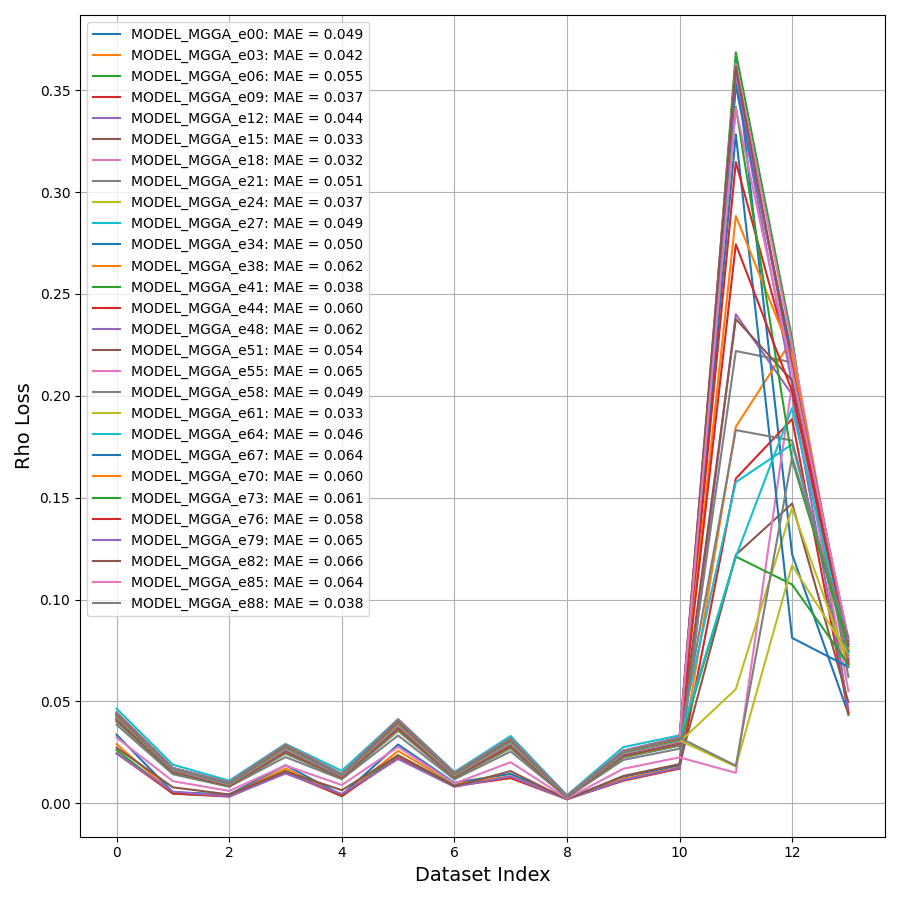 MODEL_MGGA_e00: MAE = 0.049
MODEL_MGGA_e03: MAE = 0.042
MODEL_MGGA_e06: MAE = 0.055
MODEL_MGGA_e09: MAE = 0.037
MODEL_MGGA_e12: MAE = 0.044
MODEL_MGGA_e15: MAE = 0.033
MODEL_MGGA_e18: MAE = 0.032
MODEL_MGGA_e21: MAE = 0.051
MODEL_MGGA_e24: MAE = 0.037
MODEL_MGGA_e27: MAE = 0.049
MODEL_MGGA_e34: MAE = 0.050
MODEL_MGGA_e38: MAE = 0.062
MODEL_MGGA_e41: MAE = 0.038
MODEL_MGGA_e44: MAE = 0.060
MODEL_MGGA_e48: MAE = 0.062
MODEL_MGGA_e51: MAE = 0.054
MODEL_MGGA_e55: MAE = 0.065
MODEL_MGGA_e58: MAE = 0.049
MODEL_MGGA_e61: MAE = 0.033
MODEL_MGGA_e64: MAE = 0.046
MODEL_MGGA_e67: MAE = 0.064
MODEL_MGGA_e70: MAE = 0.060
MODEL_MGGA_e73: MAE = 0.061
MODEL_MGGA_e76: MAE = 0.058
MODEL_MGGA_e79: MAE = 0.065
MODEL_MGGA_e82: MAE = 0.066
MODEL_MGGA_e85: MAE = 0.064
MODEL_MGGA_e88: MAE = 0.038
0.35
0.30
0.25
0.20
0.15
0.10
0.05
0.00
Rho Loss
0 2 4 6 8 10 12
Dataset Index